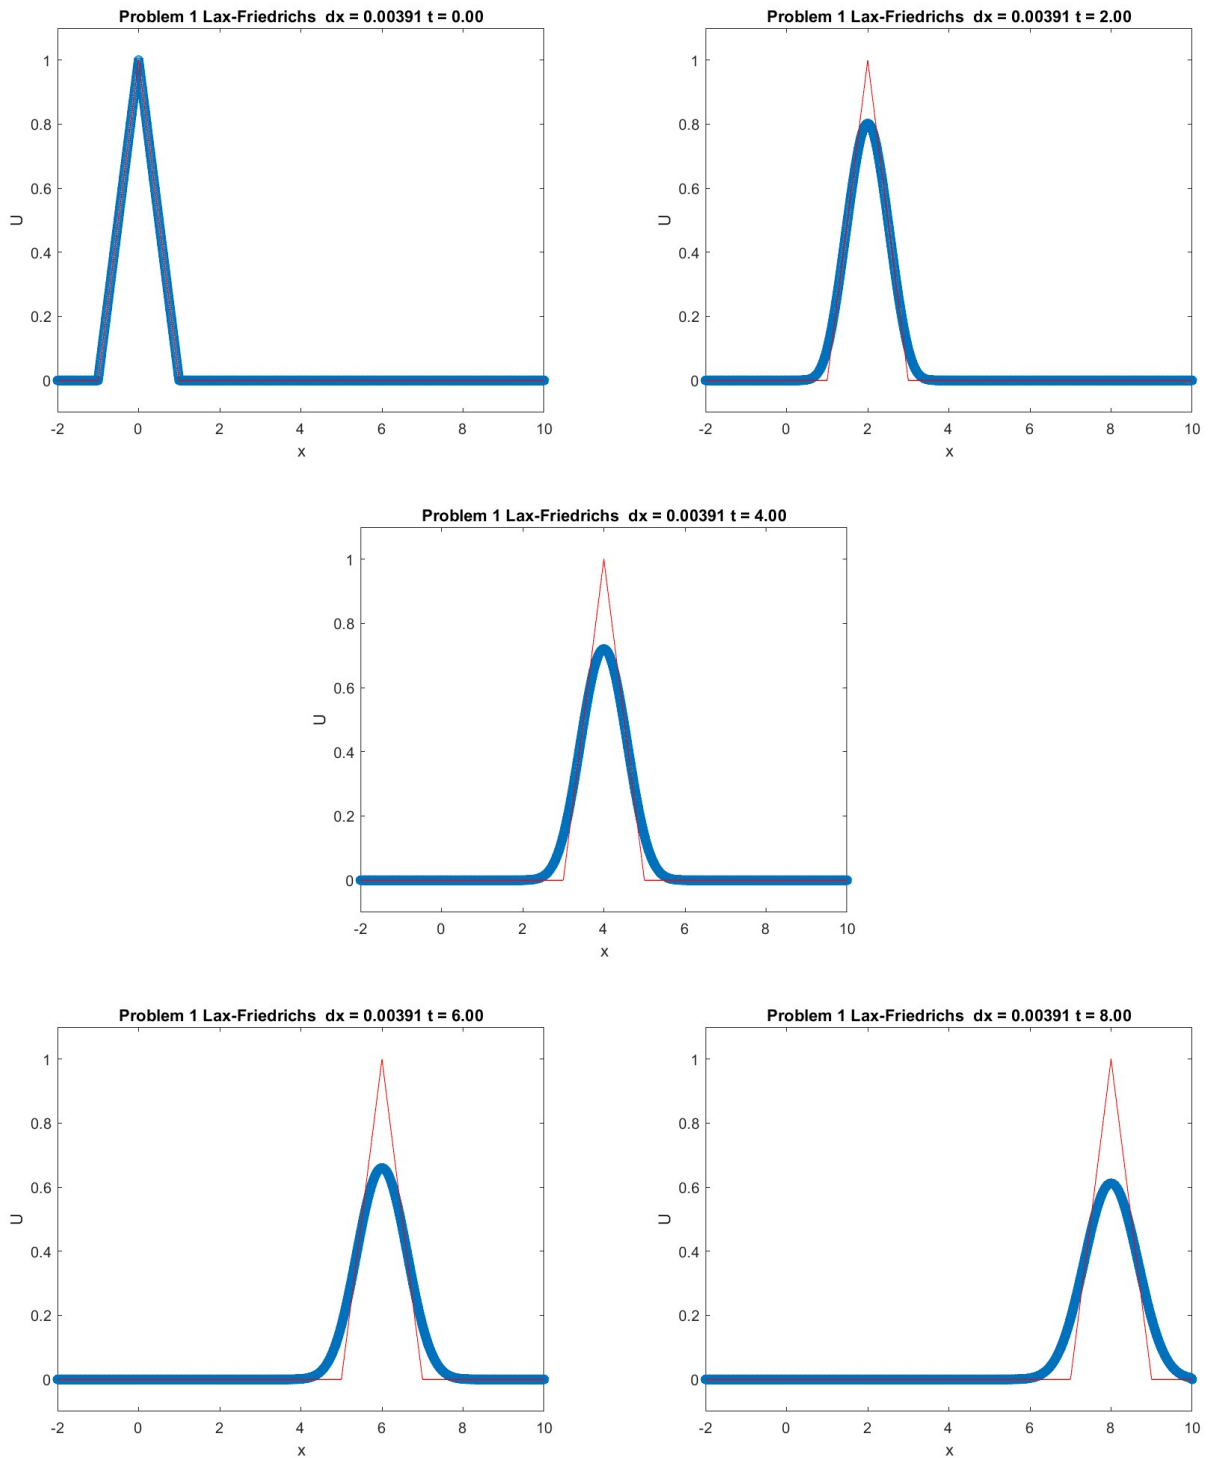 Problem 1 Lax-Friedrichs dx = 0.00391 t = 0.00
1
0.8
0.6
0.4
0.2
0
U
-2 0 2 4 6 8 10
x
Problem 1 Lax-Friedrichs dx = 0.00391 t = 2.00
1
0.8
0.6
0.4
0.2
0
U
-2 0 2 4 6 8 10
x
Problem 1 Lax-Friedrichs dx = 0.00391 t = 4.00
1
0.8
0.6
0.4
0.2
0
U
-2 0 2 4 6 8 10
x
Problem 1 Lax-Friedrichs dx = 0.00391 t = 6.00
1
0.8
0.6
0.4
0.2
0
U
-2 0 2 4 6 8 10
x
Problem 1 Lax-Friedrichs dx = 0.00391 t = 8.00
1
0.8
0.6
0.4
0.2
0
U
-2 0 2 4 6 8 10
x